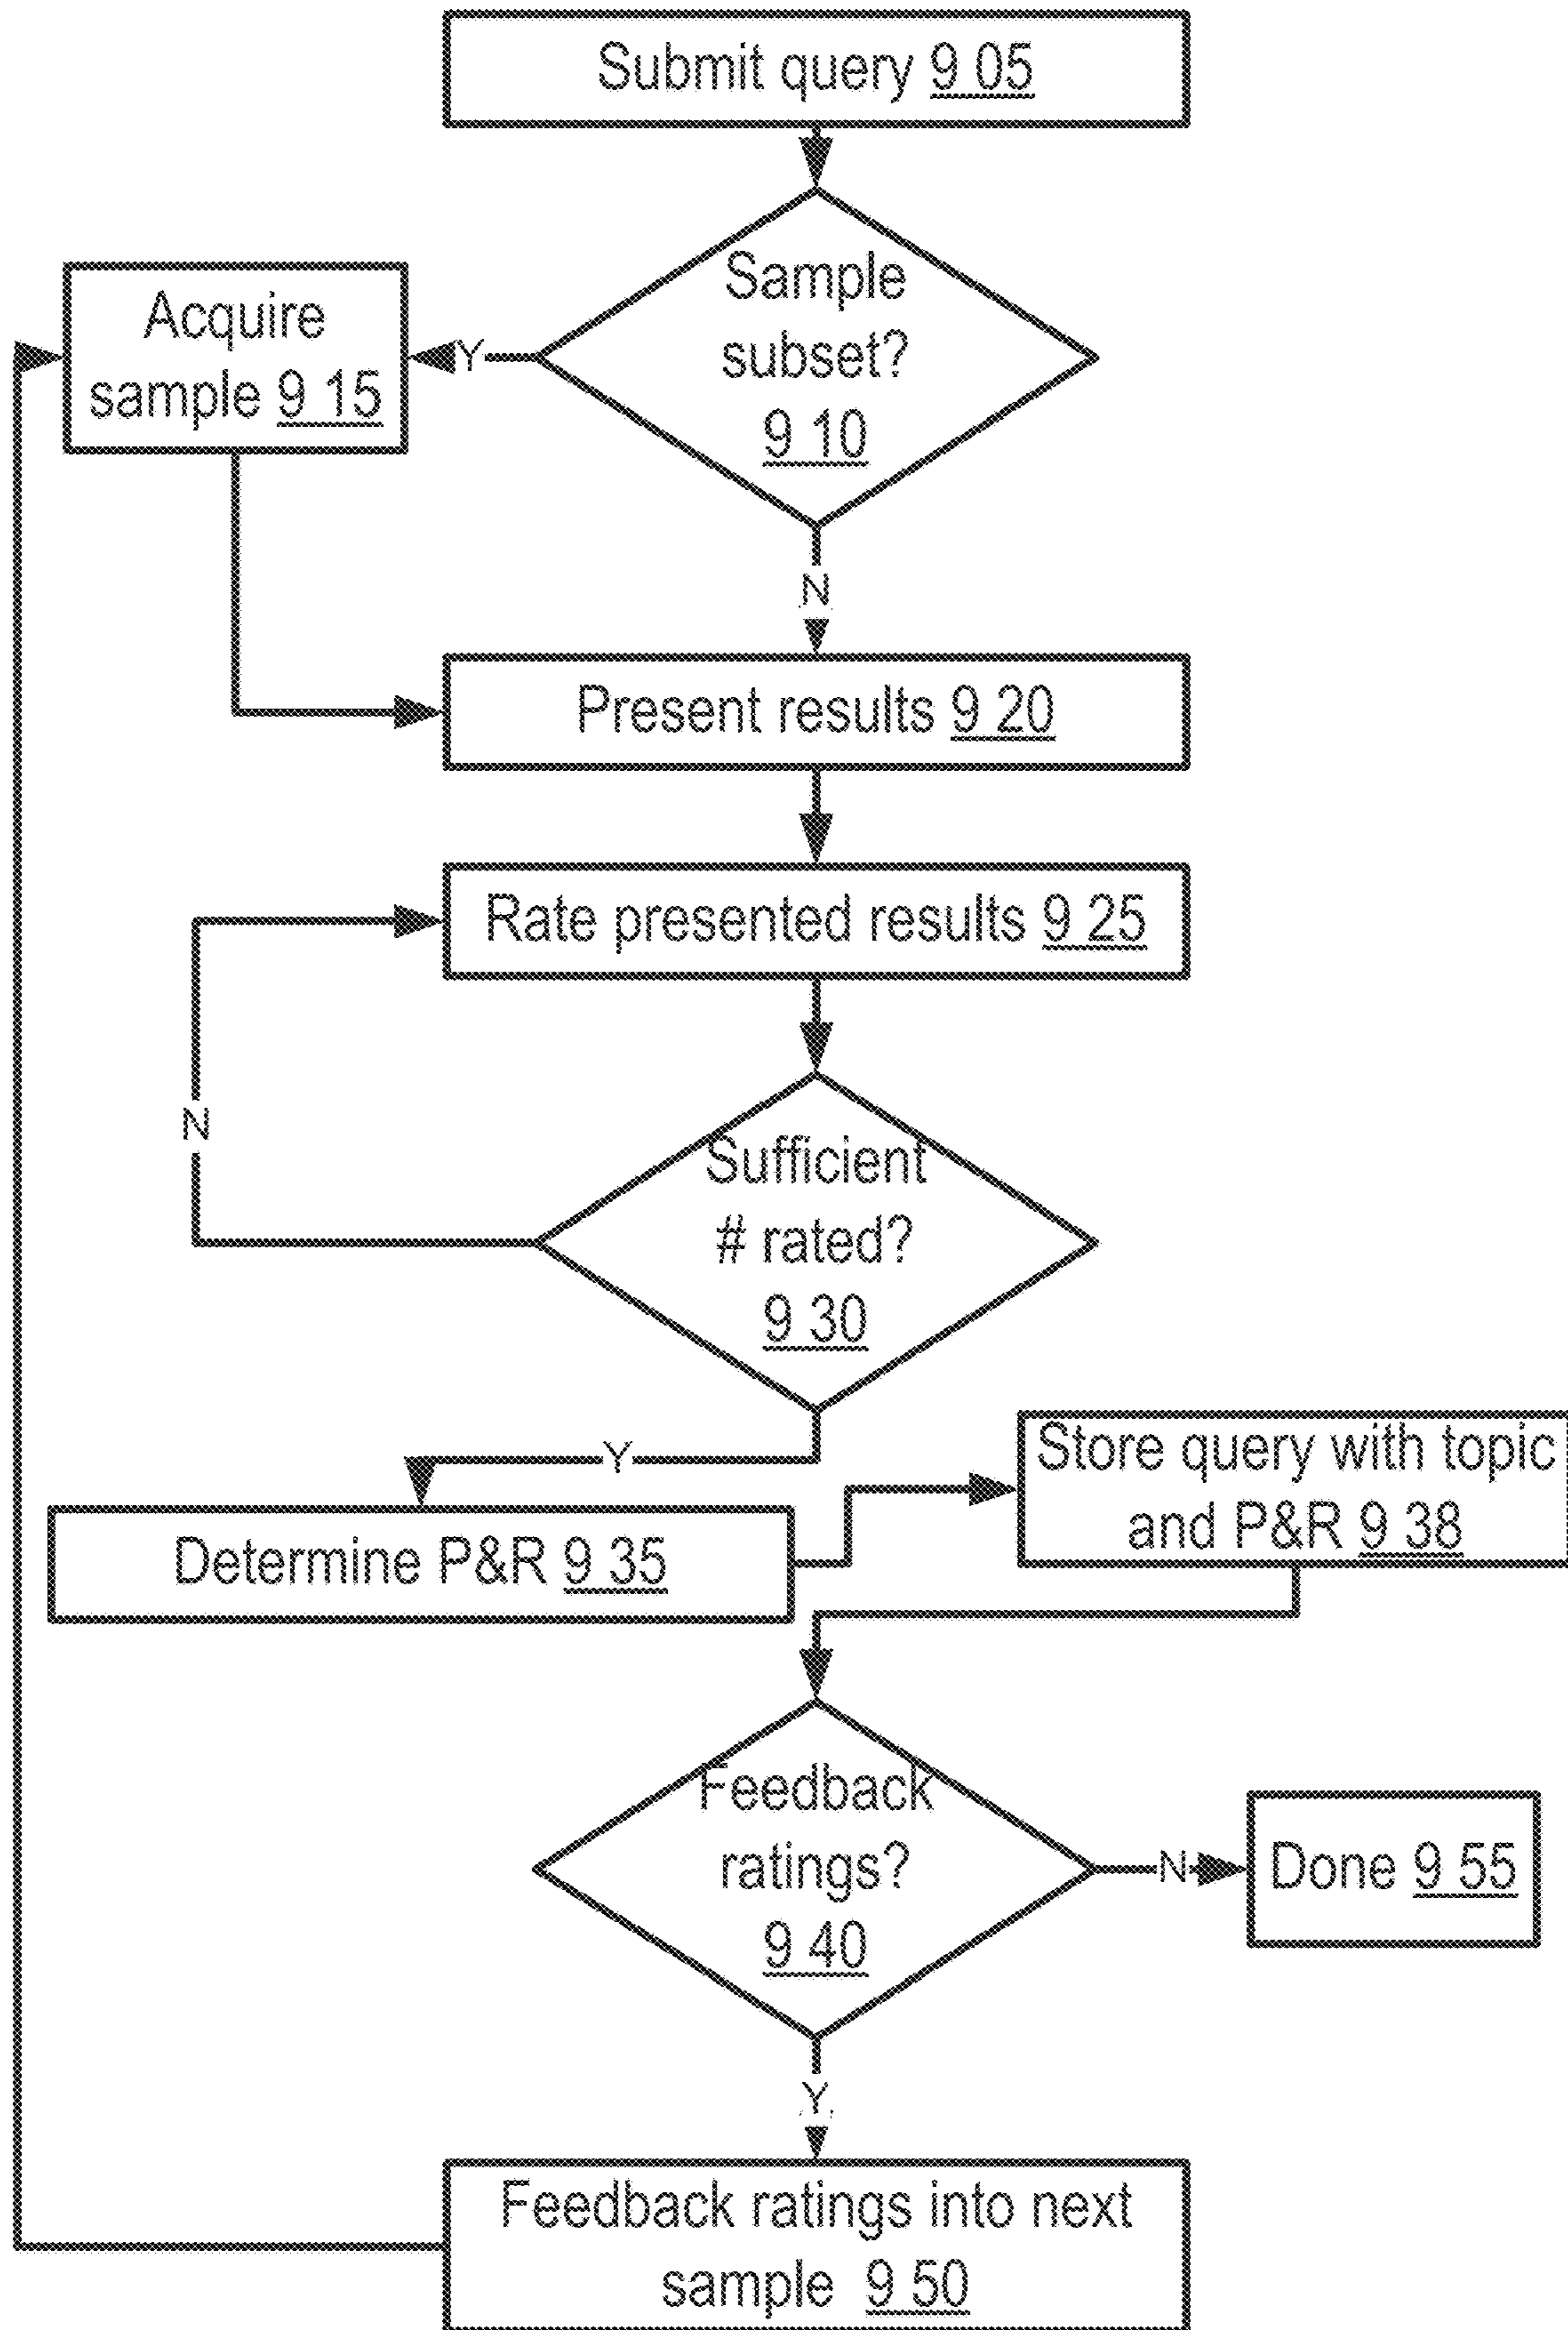 Submit query 9 05
Sample
subset?
9 10
Y
Acquire
sample 9 15
N
Present results 9 20
Rate presented results 9 25
N
Sufficient
# rated?
9 30
Y
Store query with topic
and P&R 9 38
Determine P&R 9 35
Feedback
ratings?
9 40
N
Done 9 55
Y
Feedback ratings into next
sample 9 50